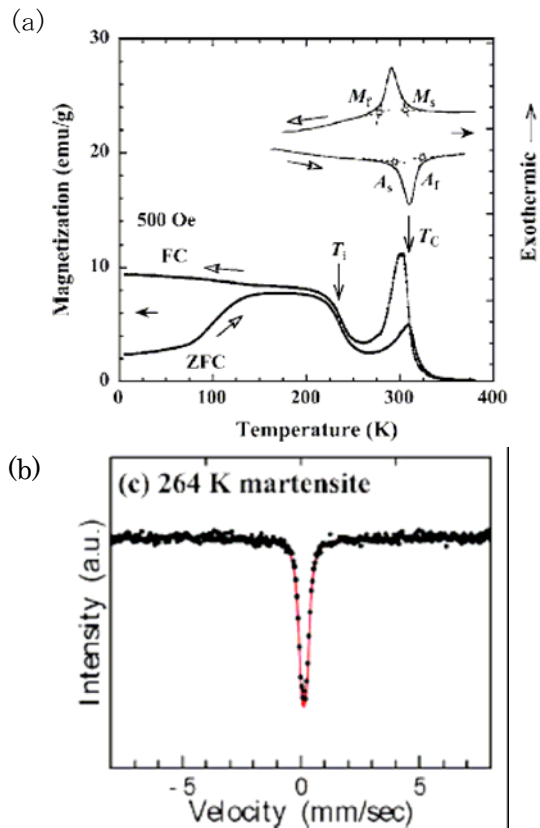 (a)
30
20
10
0
Magnetization (emu/g)
Exothermic
Mf Ms
As Af
500 Oe
TC
FC
Ti
ZFC
0 100 200 300 400
Temperature (K)
(b)
(c) 264 K martensite
Intensity (a.u.)
- 5 0 5
Velocity (mm/sec)